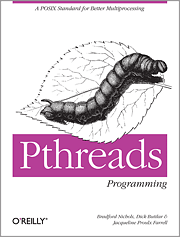 A POSIX Standard for Better Multiprocessing
Pthreads
Programming
O'REILLY®
Bradford Nichols, Dick Buttlar &
Jacqueline Proulx Farrell